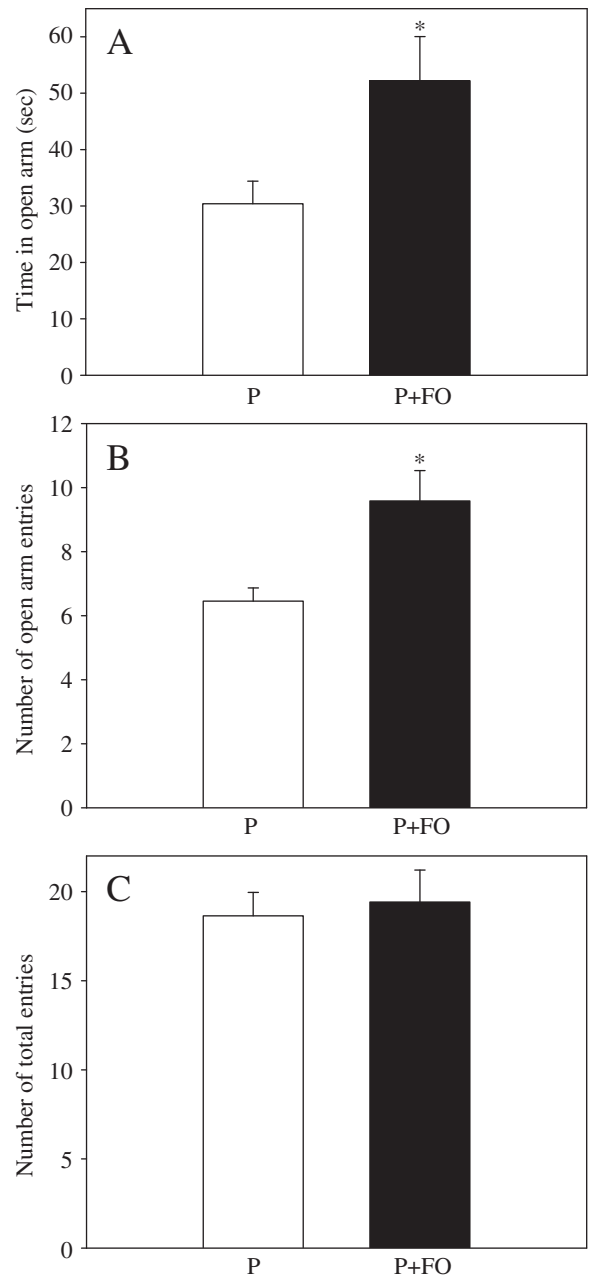 A
*
Time in open arm (sec)
60
50
40
30
20
10
0
P P+FO
B
*
Number of open arm entries
12
10
8
6
4
2
0
P P+FO
C
Number of total entries
20
15
10
5
0
P P+FO